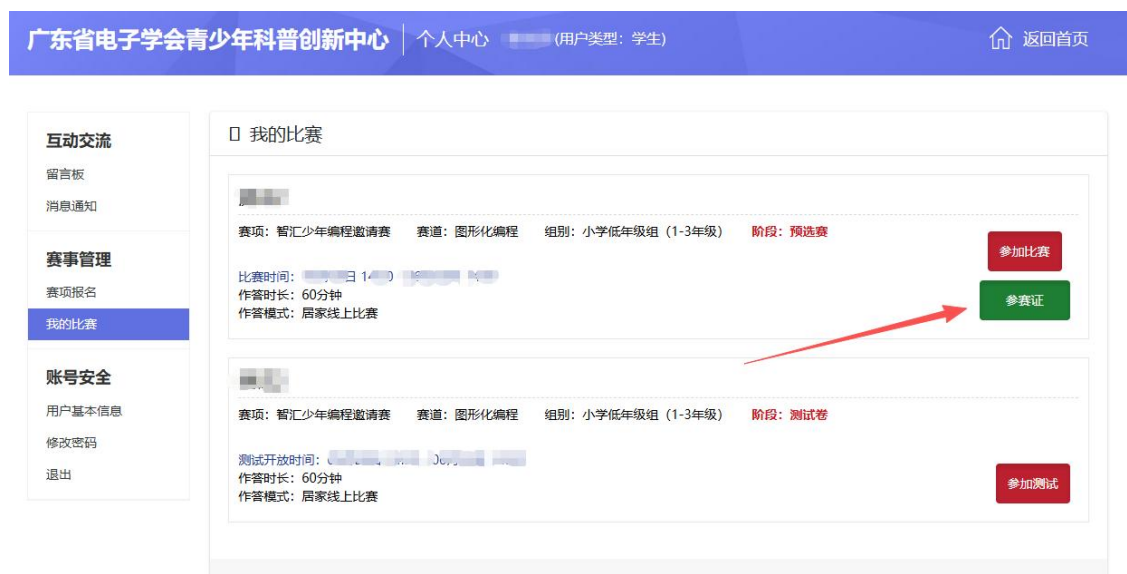 广东省电子学会青少年科普创新中心 个人中心 (用户类型：学生) 返回首页
互动交流
留言板
消息通知
赛事管理
赛项报名
我的比赛
账号安全
用户基本信息
修改密码
退出
我的比赛
赛项：智汇少年编程邀请赛 赛道：图形化编程 组别：小学低年级组（1-3年级） 阶段：预选赛
比赛时间：
作答时长：60分钟
作答模式：居家线上比赛
参加比赛
参赛证
赛项：智汇少年编程邀请赛 赛道：图形化编程 组别：小学低年级组（1-3年级） 阶段：测试卷
测试开放时间：
作答时长：60分钟
作答模式：居家线上比赛
参加测试